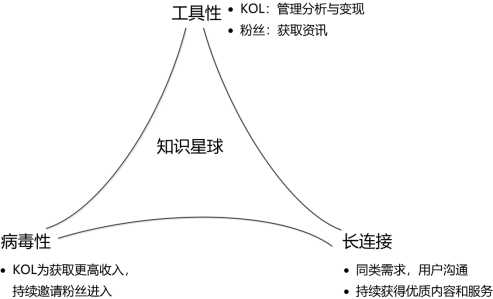 工具性
• KOL：管理分析与变现
• 粉丝：获取资讯
知识星球
病毒性
• KOL为获取更高收入，
持续邀请粉丝进入
长连接
• 同类需求，用户沟通
• 持续获得优质内容和服务